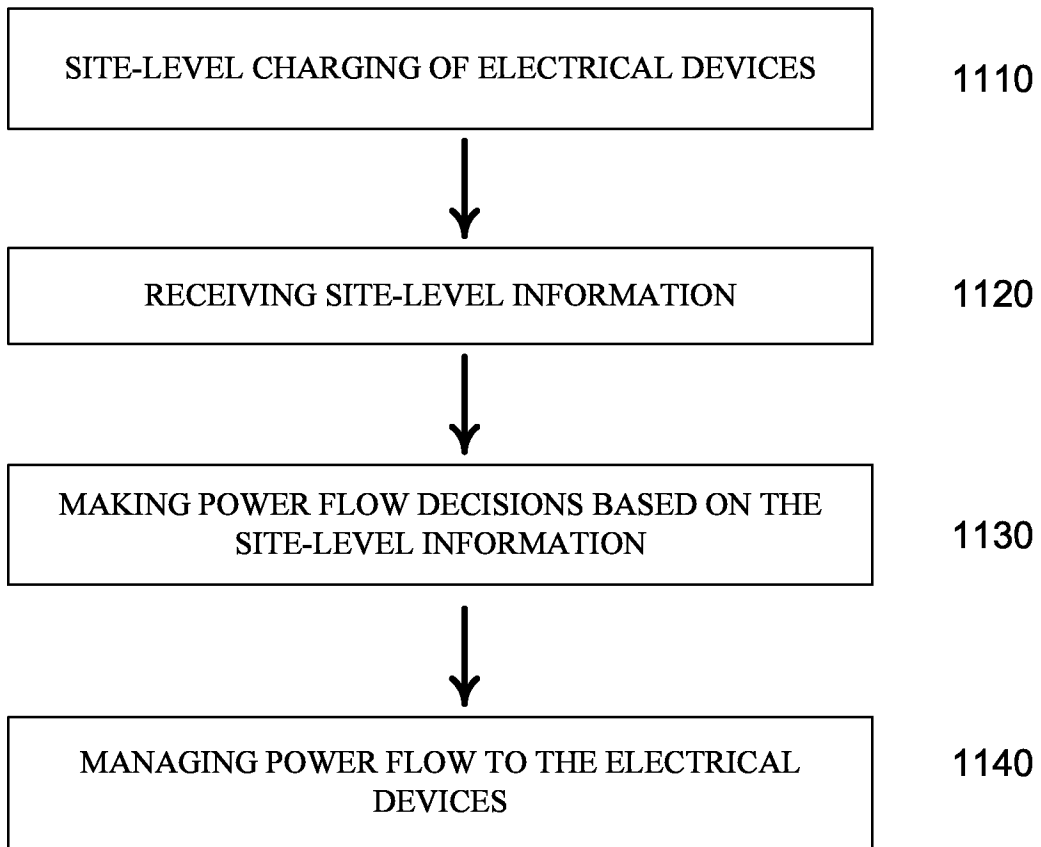 SITE-LEVEL CHARGING OF ELECTRICAL DEVICES
1110
RECEIVING SITE-LEVEL INFORMATION
1120
MAKING POWER FLOW DECISIONS BASED ON THE
SITE-LEVEL INFORMATION
1130
MANAGING POWER FLOW TO THE ELECTRICAL
DEVICES
1140